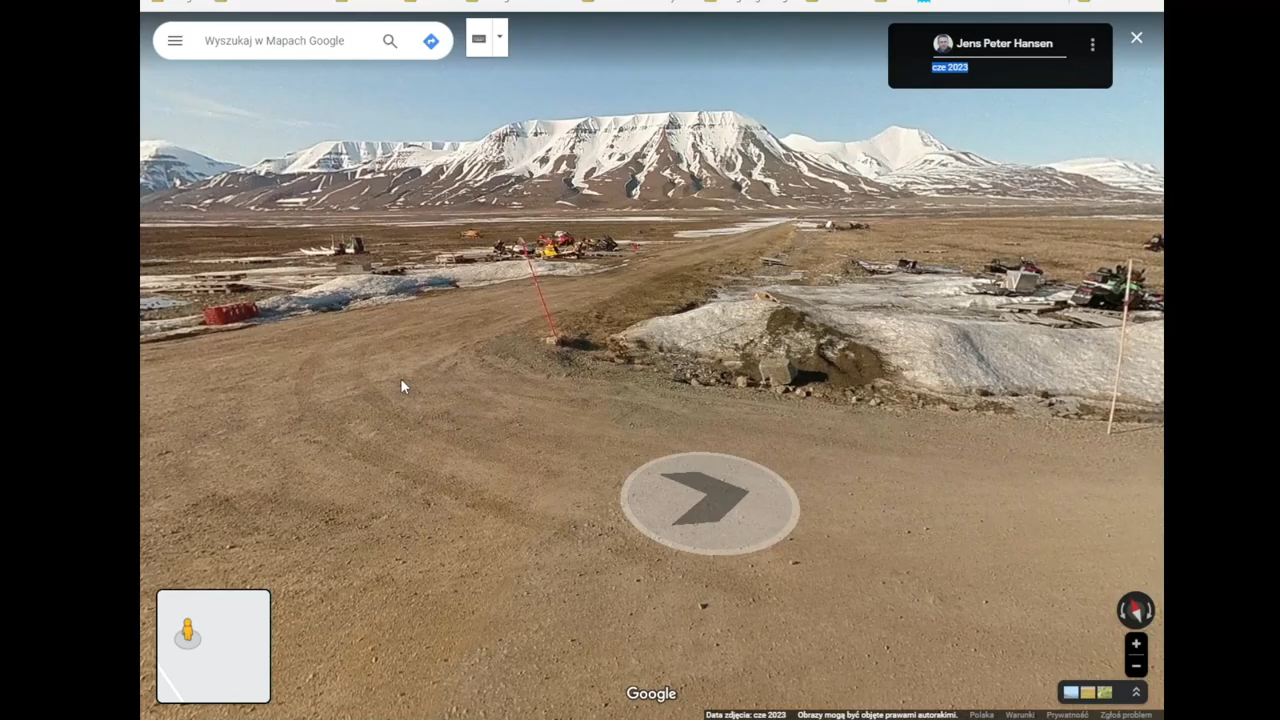 Wyszukaj w Mapach Google
Jens Peter Hansen
cze 2023
Google
Data zdjęcia: cze 2023 Obrazy mogą być objęte prawami autorskimi. Polska Warunki Prywatność Zgłoś problem